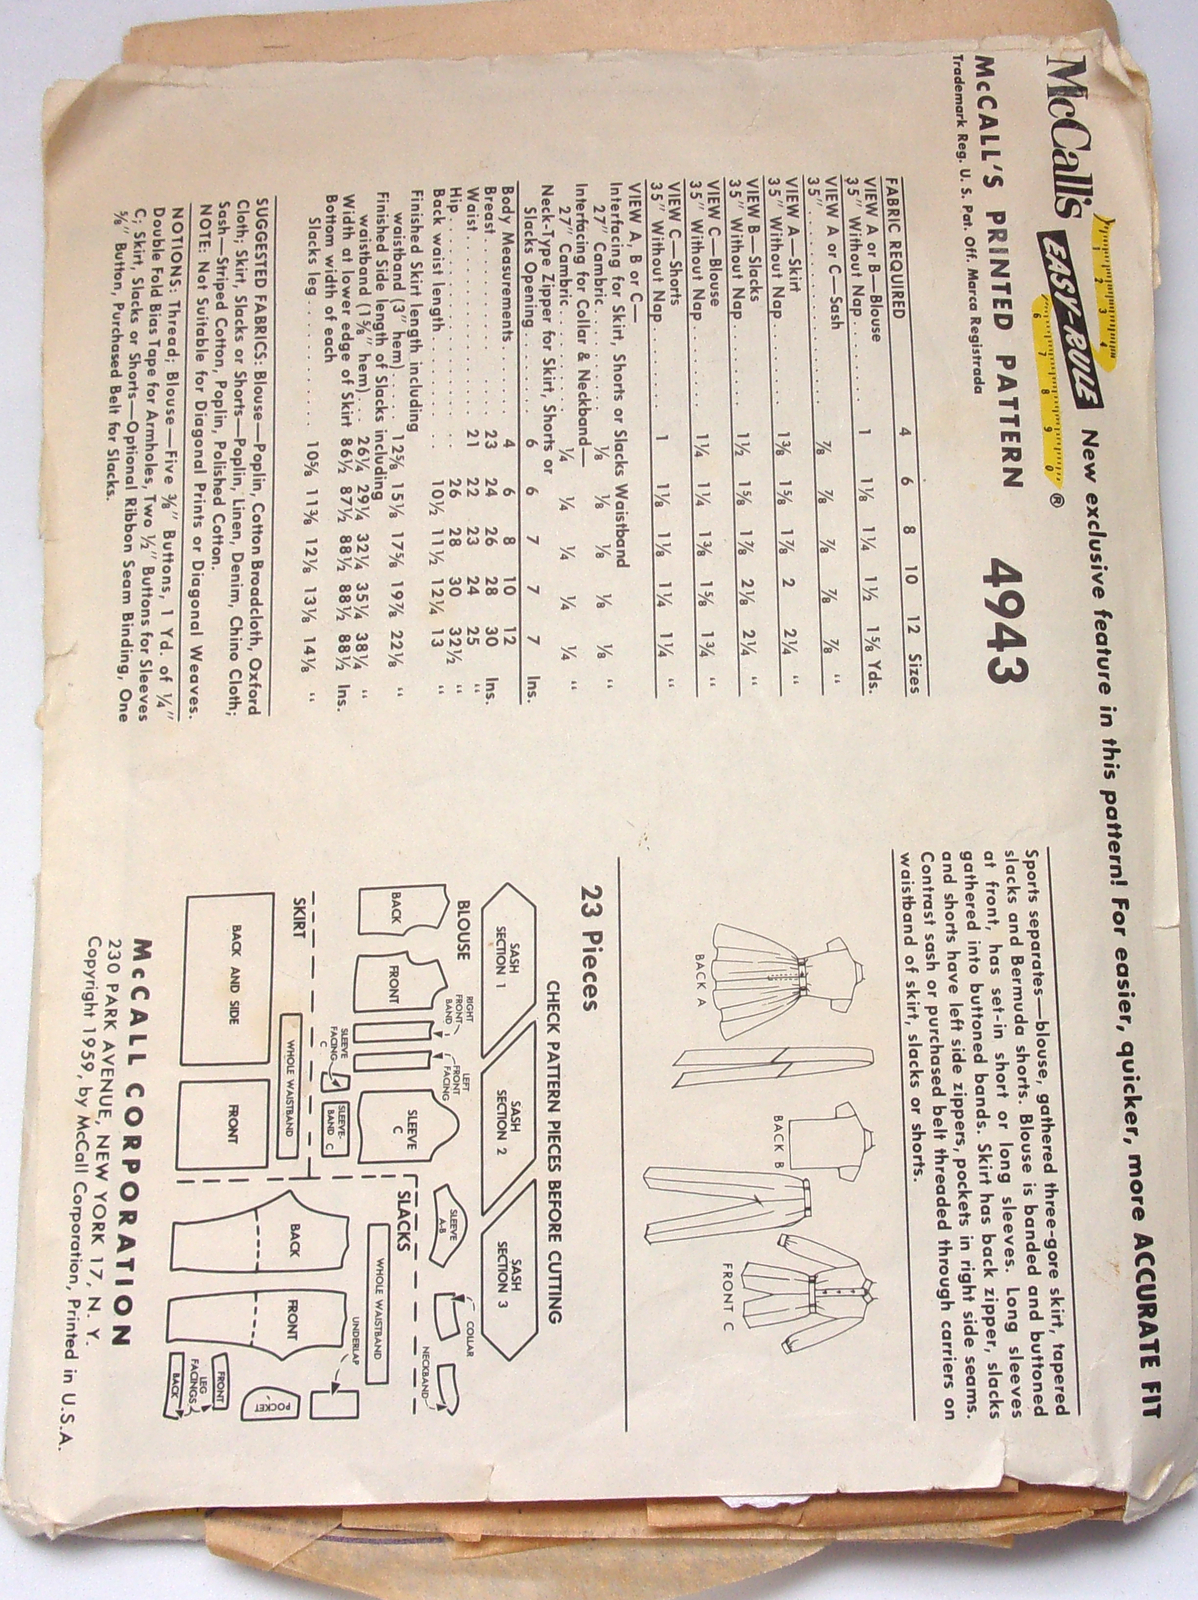 McCall's EASY-RULE ® New exclusive feature in this pattern! For easier, quicker, more ACCURATE FIT
1 2 3 4
6 7 8 9 0
McCALL'S PRINTED PATTERN 4943
Trademark Reg. U. S. Pat. Off. Marca Registrada
FABRIC REQUIRED 4 6 8 10 12 Sizes
VIEW A or B—Blouse
35" Without Nap . . . . 1 1⅛ 1¼ 1½ 1⅝ Yds.
VIEW A or C—Sash
35" ⅞ ⅞ ⅞ ⅞ ⅞ "
VIEW A—Skirt
35" Without Nap . . . . . . 1⅜ 1⅝ 1⅞ 2 2¼ "
VIEW B—Slacks
35" Without Nap . . . . . . 1½ 1⅝ 1⅞ 2⅛ 2¼ "
VIEW C—Blouse
35" Without Nap . . . . . . 1¼ 1¼ 1⅜ 1⅝ 1¾ "
VIEW C—Shorts
35" Without Nap . . . . . . 1 1⅛ 1⅛ 1¼ 1¼ "
VIEW A, B or C—
Interfacing for Skirt, Shorts or Slacks Waistband
27" Cambric . . . . . . . . . ⅛ ⅛ ⅛ ⅛ ⅛ "
Interfacing for Collar & Neckband—
27" Cambric . . . . . . . . . ¼ ¼ ¼ ¼ ¼ "
Neck-Type Zipper for Skirt, Shorts or
Slacks Opening . . . . . . . 6 6 7 7 7 Ins.
Body Measurements 4 6 8 10 12
Breast . . . . . . . . . . 23 24 26 28 30 Ins.
Waist . . . . . . . . . . 21 22 23 24 25 "
Hip . . . . . . . . . . . . 26 28 30 32½ "
Back waist length . . . . . . . . 10½ 11½ 12¼ 13 "
Finished Skirt length including
waistband (3" hem) . . . . 12⅝ 15⅛ 17⅝ 19⅞ 22⅛ "
Finished Side length of Slacks including
waistband (1⅝" hem) . . . 26¼ 29¼ 32¼ 35¼ 38¼ "
Width at lower edge of Skirt 86½ 87½ 88½ 88½ 88½ Ins.
Bottom width of each
Slacks leg . . . . . . . . . 10⅝ 11⅜ 12⅛ 13⅛ 14⅛ "
SUGGESTED FABRICS: Blouse—Poplin, Cotton Broadcloth, Oxford
Cloth; Skirt, Slacks or Shorts—Poplin, Linen, Denim, Chino Cloth;
Sash—Striped Cotton, Poplin, Polished Cotton.
NOTE: Not Suitable for Diagonal Prints or Diagonal Weaves.
NOTIONS: Thread; Blouse—Five ⅜" Buttons, 1 Yd. of ¼"
Double Fold Bias Tape for Armholes, Two ½" Buttons for Sleeves
C; Skirt, Slacks or Shorts—Optional Ribbon Seam Binding, One
⅝" Button, Purchased Belt for Slacks.
Sports separates—blouse, gathered three-gore skirt, tapered
slacks and Bermuda shorts. Blouse is banded and buttoned
at front, has set-in short or long sleeves. Long sleeves
gathered into buttoned bands. Skirt has back zipper, slacks
and shorts have left side zippers, pockets in right side seams.
Contrast sash or purchased belt threaded through carriers on
waistband of skirt, slacks or shorts.
BACK A
BACK B
FRONT C
23 Pieces
CHECK PATTERN PIECES BEFORE CUTTING
SASH SECTION 1
SASH SECTION 2
SASH SECTION 3
BLOUSE
BACK
FRONT
RIGHT FRONT BAND
LEFT FRONT FACING
SLEEVE C
SLEEVE A-B
COLLAR
NECKBAND
SLEEVE FACING C
SLEEVE-BAND C
SKIRT
WHOLE WAISTBAND
BACK AND SIDE
FRONT
SLACKS
WHOLE WAISTBAND
BACK
FRONT
UNDERLAP
POCKET
FRONT
LEG FACINGS
BACK
McCALL CORPORATION
230 PARK AVENUE, NEW YORK 17, N. Y.
Copyright 1959, by McCall Corporation, Printed in U.S.A.